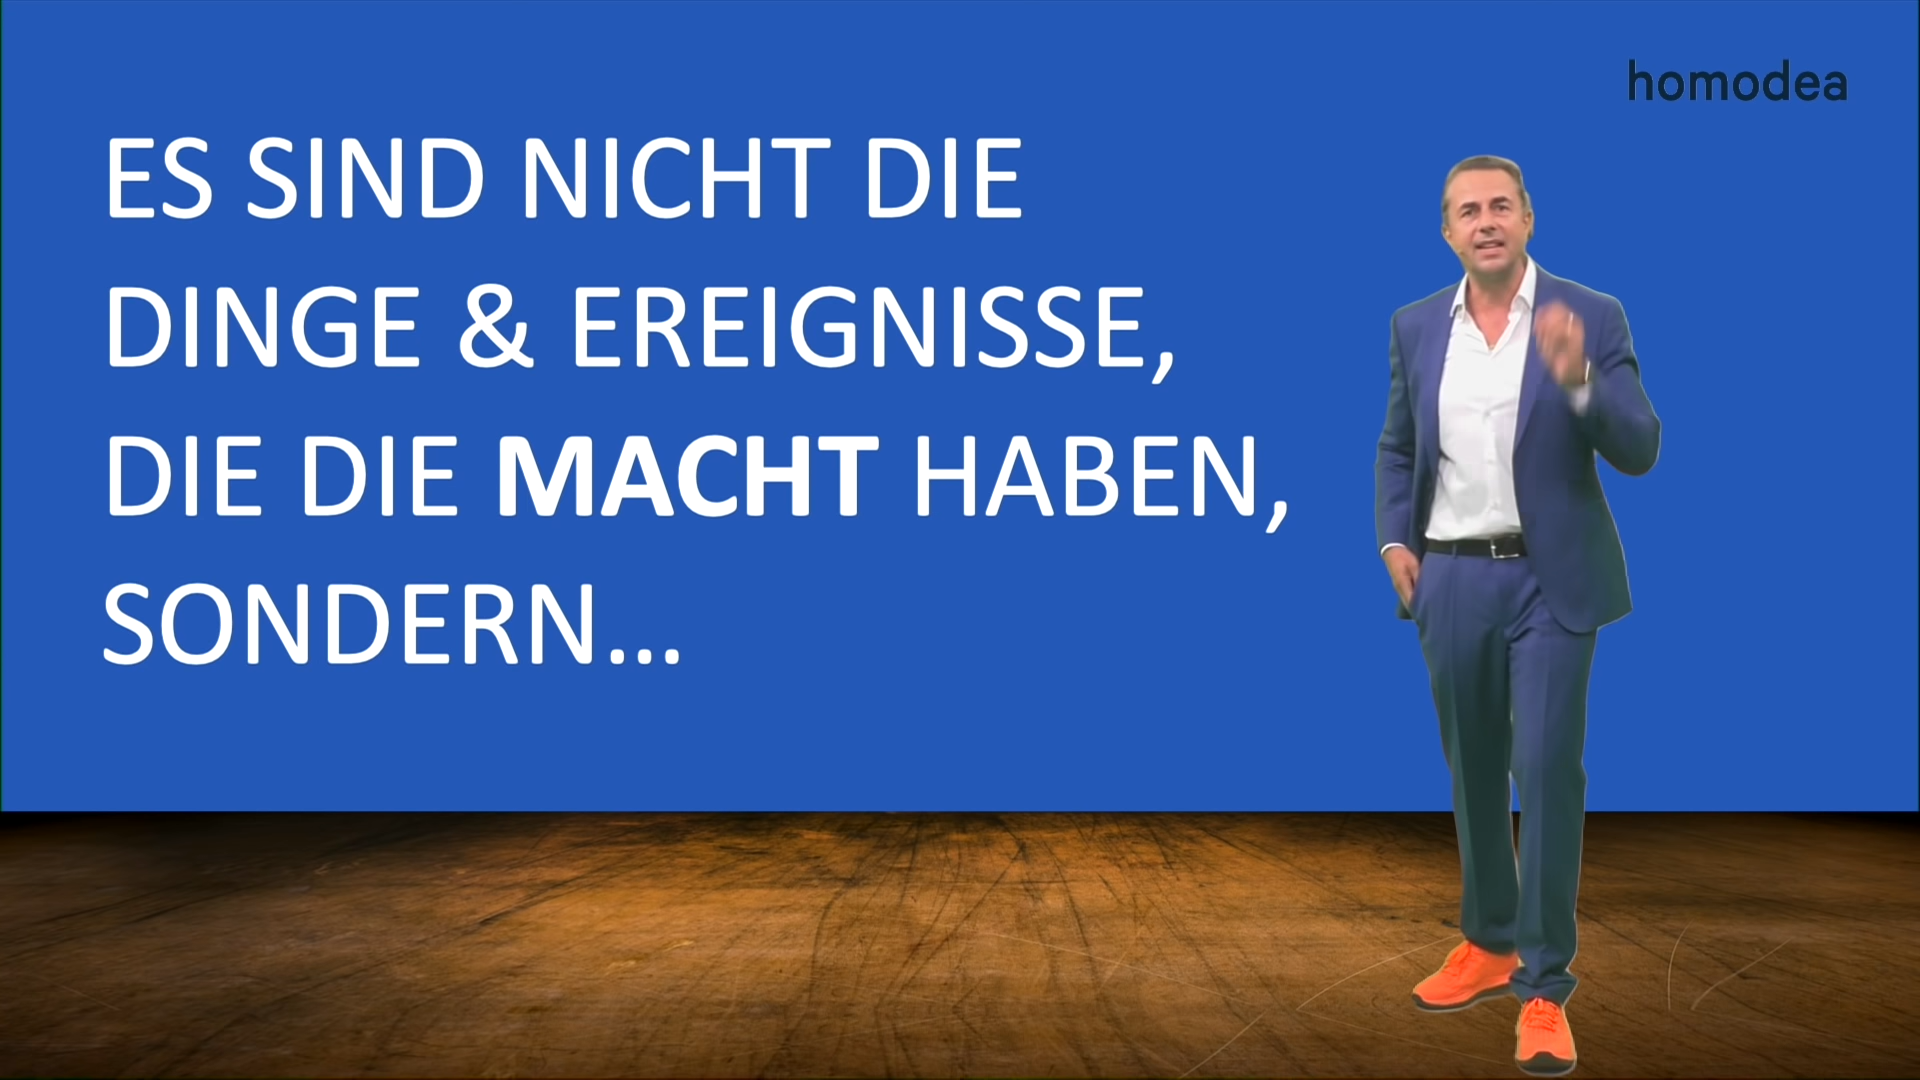 homodea
ES SIND NICHT DIE
DINGE & EREIGNISSE,
DIE DIE MACHT HABEN,
SONDERN...